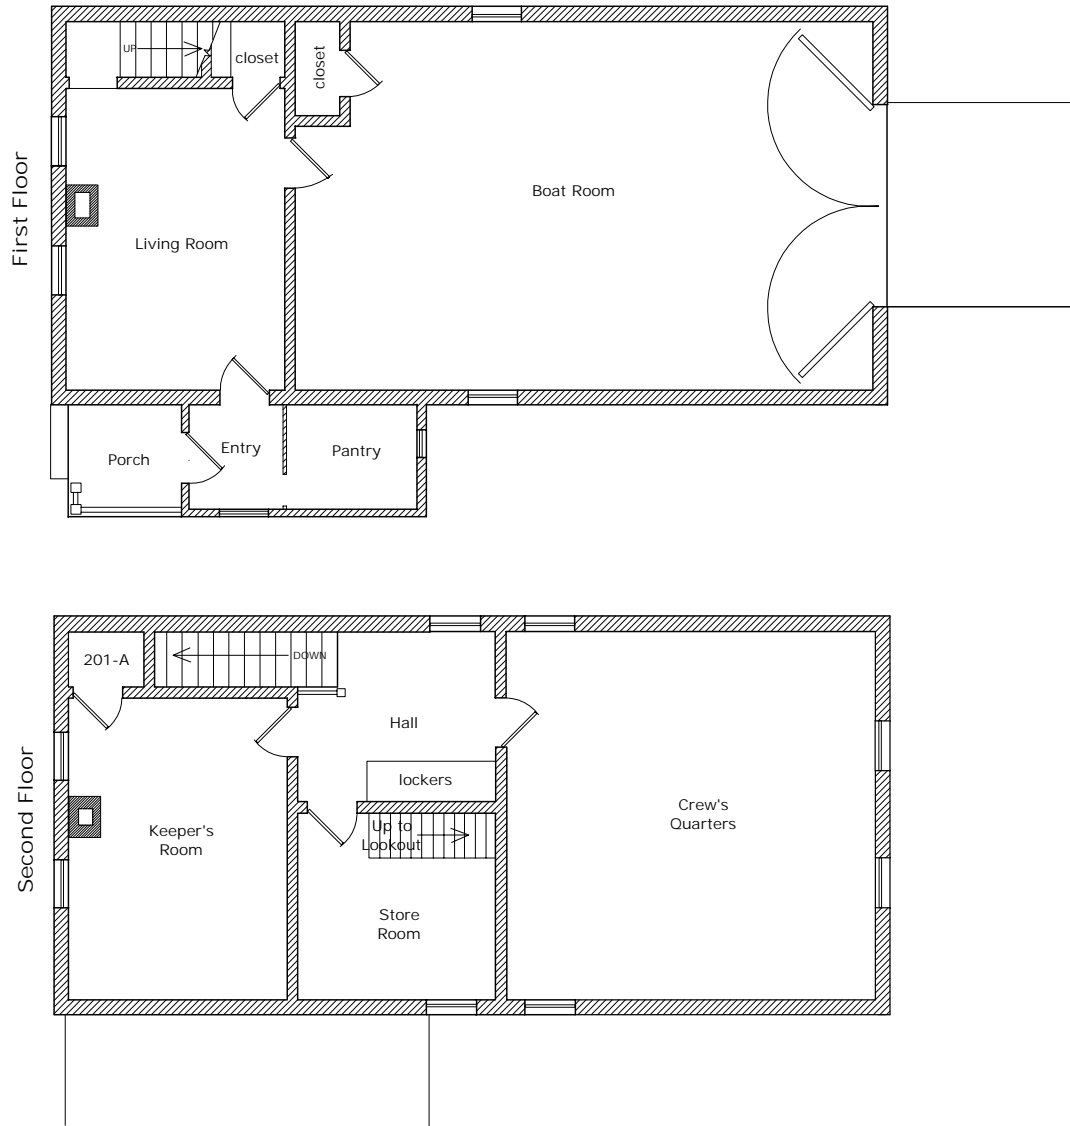 First Floor
UP
closet
closet
Boat Room
Living Room
Entry
Pantry
Porch
Second Floor
201-A
DOWN
Hall
lockers
Crew's
Quarters
Keeper's
Room
Up to
Lookout
Store
Room